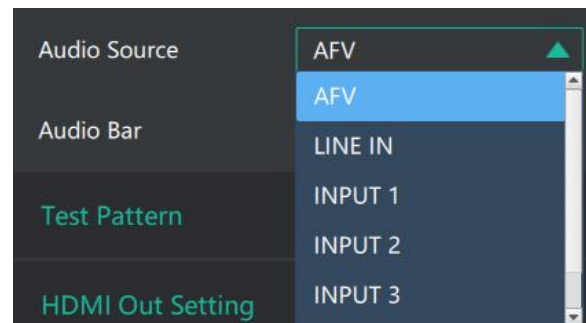 Audio Source
AFV
AFV
Audio Bar
LINE IN
INPUT 1
Test Pattern
INPUT 2
HDMI Out Setting
INPUT 3